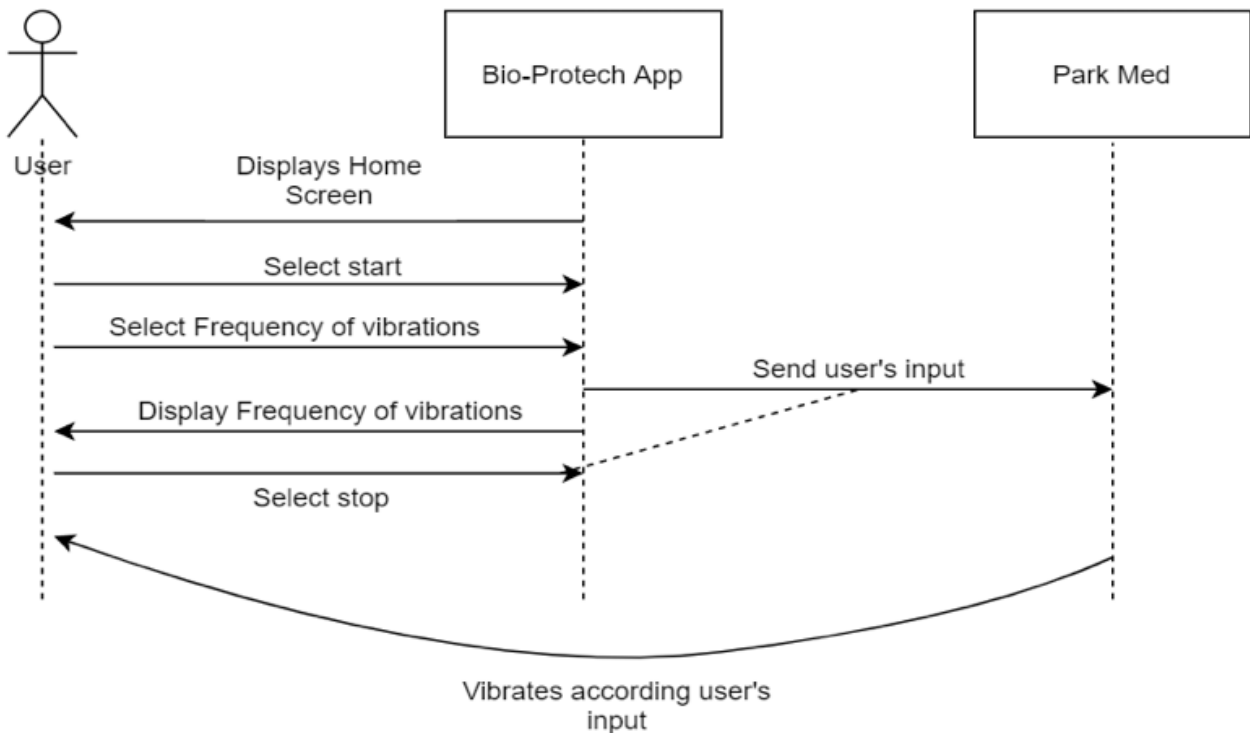 Bio-Protech App
Park Med
User
Displays Home
Screen
Select start
Select Frequency of vibrations
Send user's input
Display Frequency of vibrations
Select stop
Vibrates according user's
input